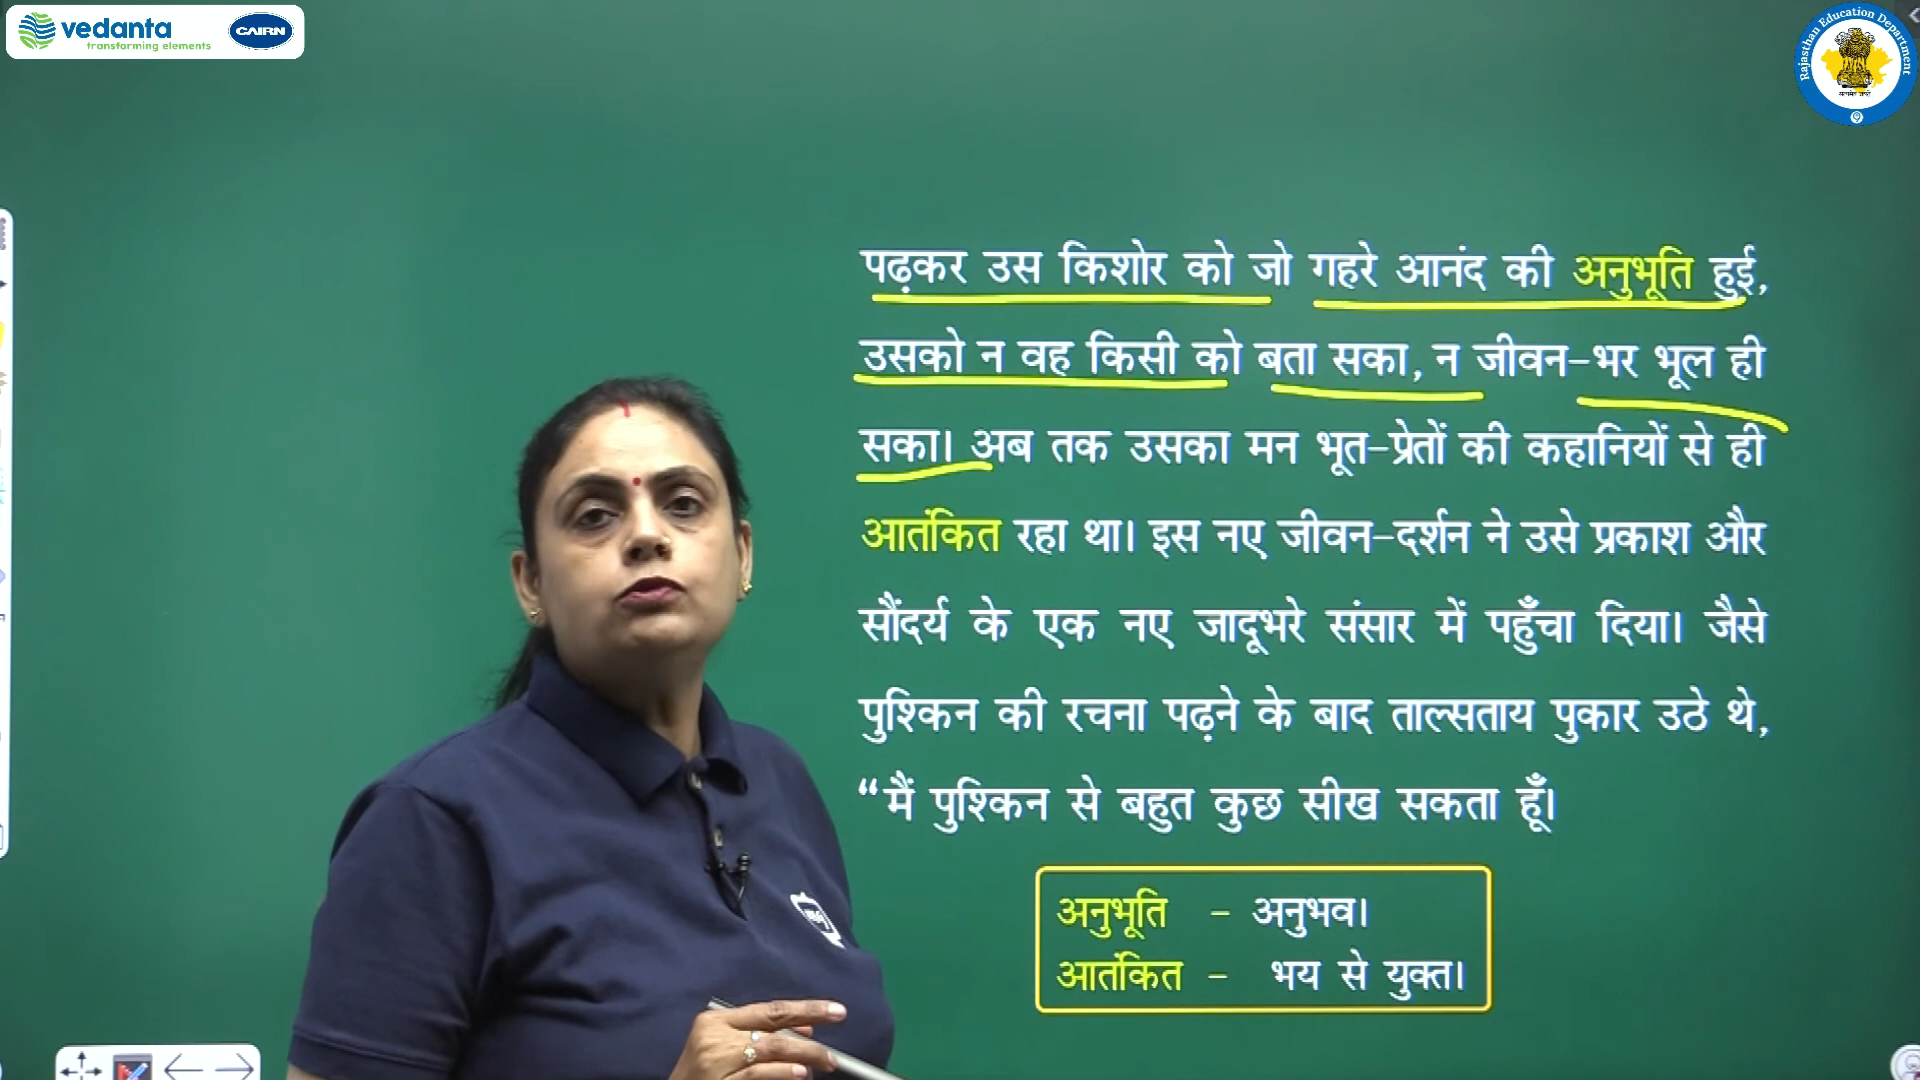 vedanta
transforming elements
CAIRN
Rajasthan Education Department
पढ़कर उस किशोर को जो गहरे आनंद की अनुभूति हुई,
उसको न वह किसी को बता सका, न जीवन-भर भूल ही
सका। अब तक उसका मन भूत-प्रेतों की कहानियों से ही
आतंकित रहा था। इस नए जीवन-दर्शन ने उसे प्रकाश और
सौंदर्य के एक नए जादूभरे संसार में पहुँचा दिया। जैसे
पुश्किन की रचना पढ़ने के बाद ताल्सताय पुकार उठे थे,
“मैं पुश्किन से बहुत कुछ सीख सकता हूँ।
अनुभूति – अनुभव।
आतंकित – भय से युक्त।